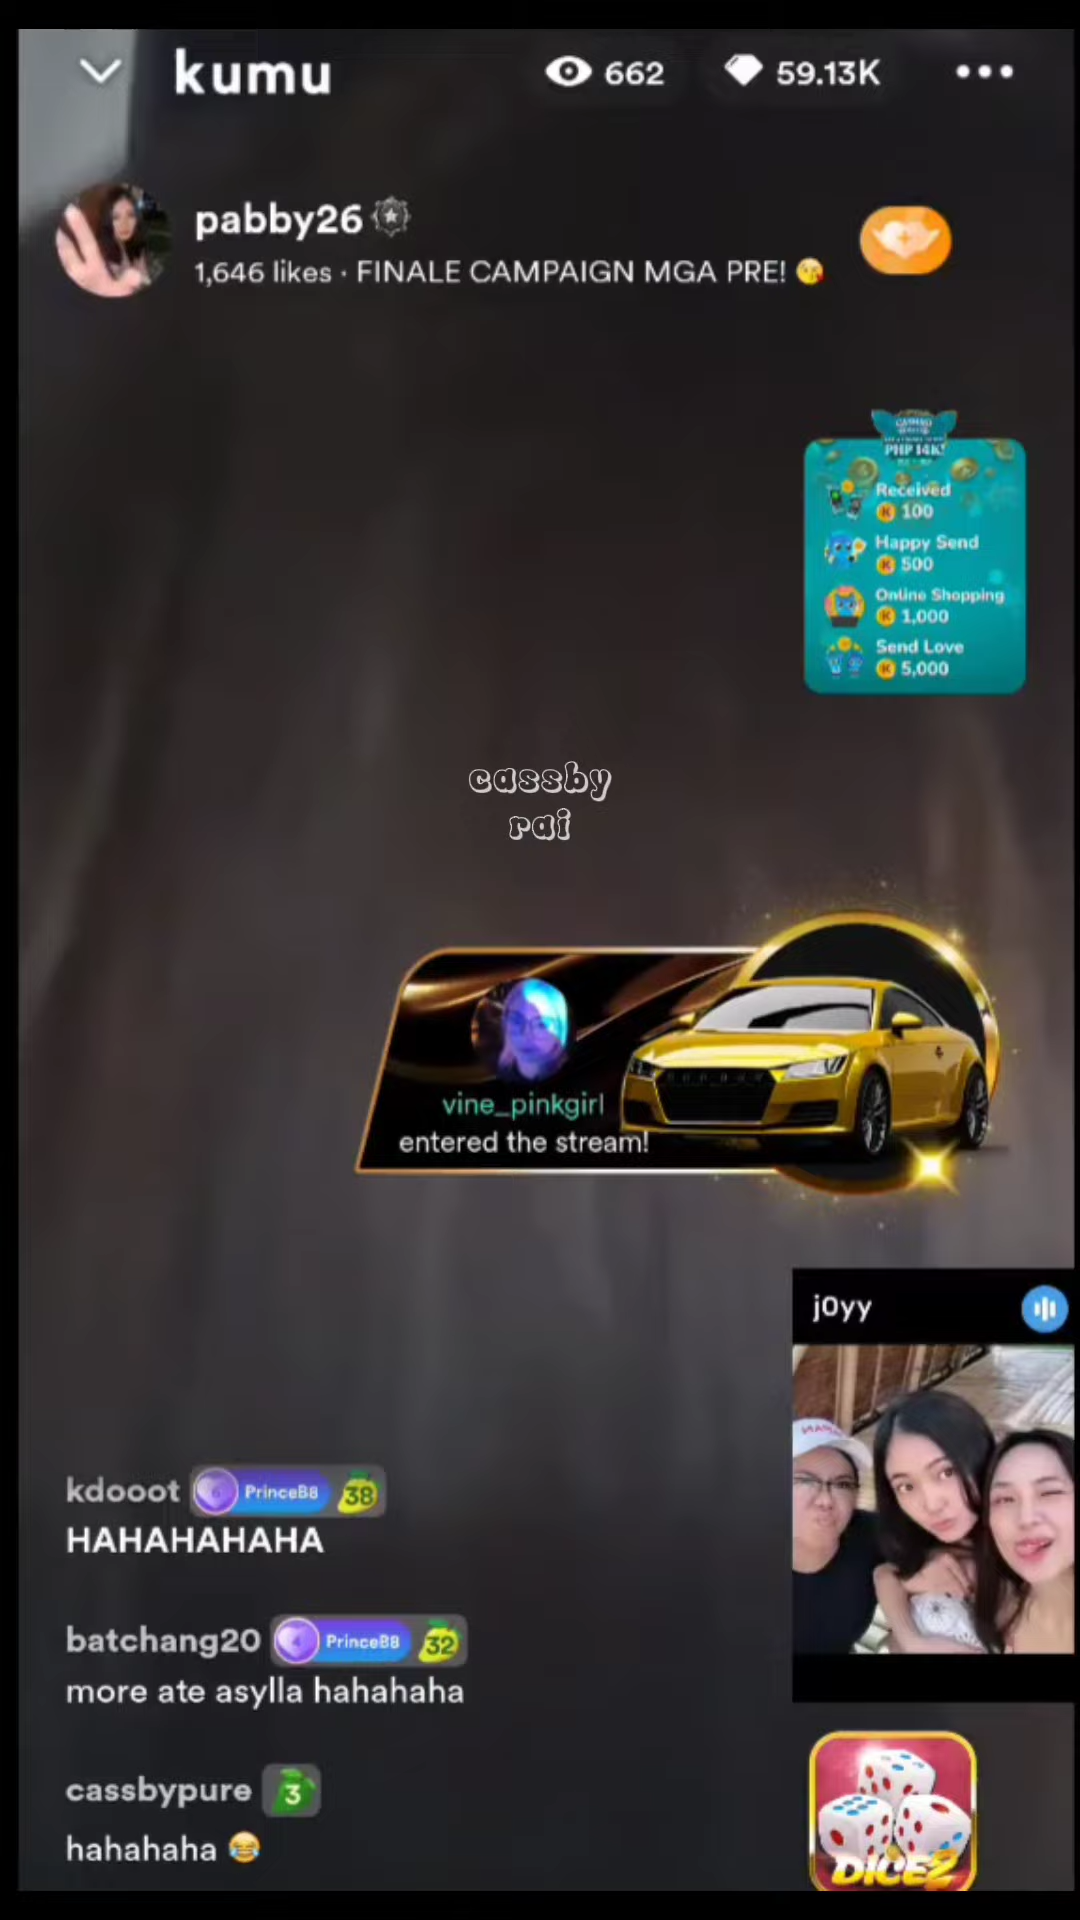 kumu
662
59.13K
pabby26
1,646 likes · FINALE CAMPAIGN MGA PRE! 😘
PHP 14K!
Received
100
Happy Send
500
Online Shopping
1,000
Send Love
5,000
cassby
rai
vine_pinkgirl
entered the stream!
j0yy
kdooot PrinceB8 38
HAHAHAHAHA
batchang20 PrinceB8 32
more ate asylla hahahaha
cassbypure 3
hahahaha 😂
DICE2